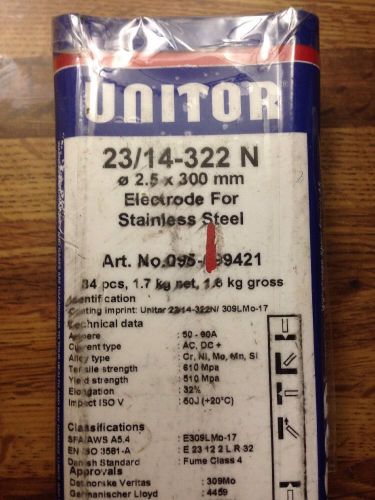 UNITOR
23/14-322 N
ø 2.5 x 300 mm
Electrode For
Stainless Steel
Art. No.095-699421
84 pcs, 1.7 kg net, 1.8 kg gross
Identification
Coating imprint: Unitor 23/14-322N/ 309LMo-17
Technical data
Ampere : 50 - 90A
Current type : AC, DC +
Alloy type : Cr, Ni, Mo, Mn, Si
Tensile strength : 610 Mpa
Yield strength : 510 Mpa
Elongation : 32%
Impact ISO V : 50J (+20°C)
Classifications
SFA/AWS A5.4 : E309LMo-17
EN ISO 3581-A : E 23 12 2 L R 32
Danish Standard : Fume Class 4
Approvals
Det norske Veritas : 309Mo
Germanischer Lloyd : 4459